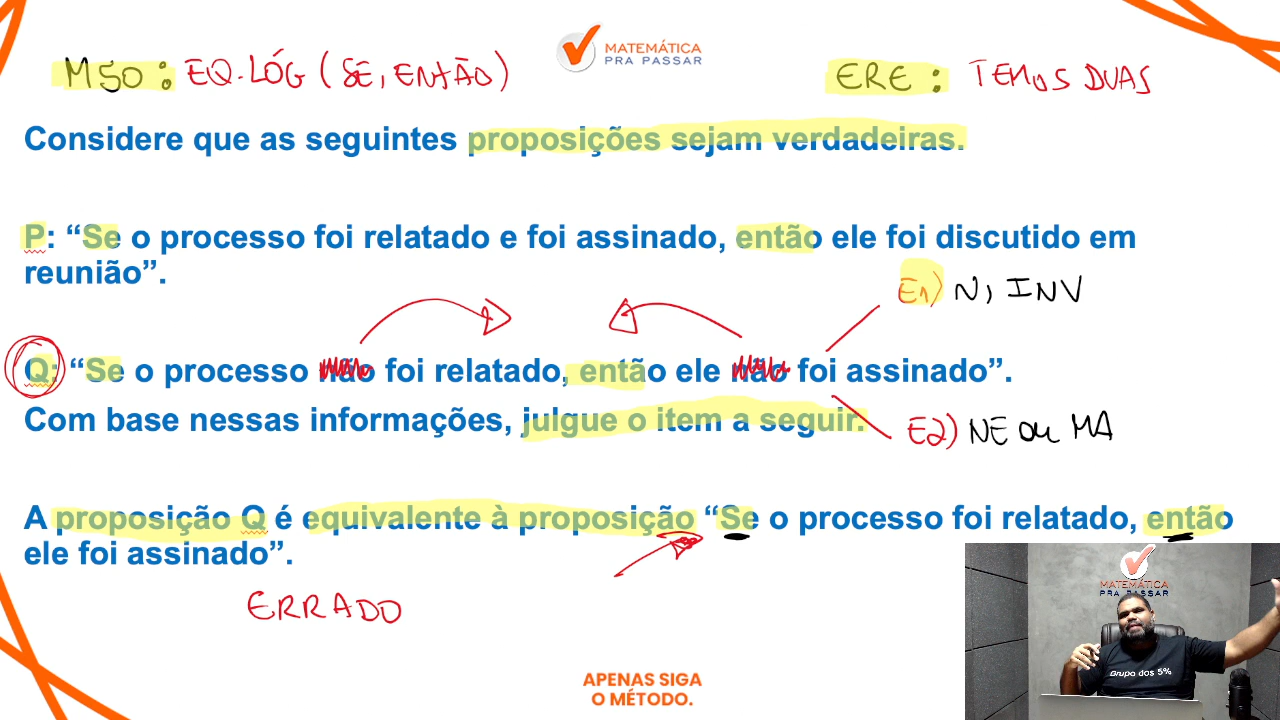 MATEMÁTICA
PRA PASSAR
M50: EQ.LÓG (SE, ENTÃO)
ERE: TEMOS DUAS
Considere que as seguintes proposições sejam verdadeiras.
P: “Se o processo foi relatado e foi assinado, então ele foi discutido em
reunião”.
E1) N, INV
Q: “Se o processo não foi relatado, então ele não foi assinado”.
Com base nessas informações, julgue o item a seguir.
E2) NE ou MA
A proposição Q é equivalente à proposição “Se o processo foi relatado, então
ele foi assinado”.
ERRADO
MATEMÁTICA
PRA PASSAR
Grupo dos 5%
APENAS SIGA
O MÉTODO.